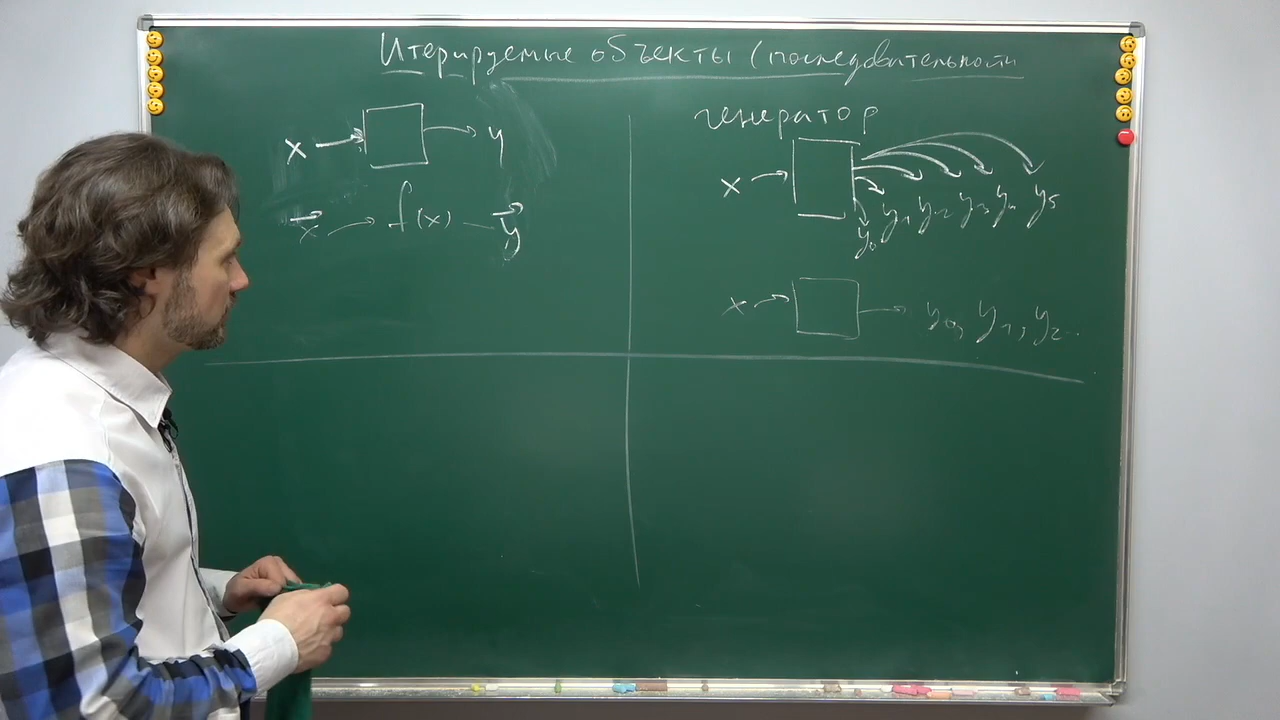 Итерируемые объекты (последовательности
x → y
x⃗ → f(x) — y⃗
генератор
x → y₀ y₁ y₂ y₃ y₄ y₅
x → y₀, y₁, y₂...